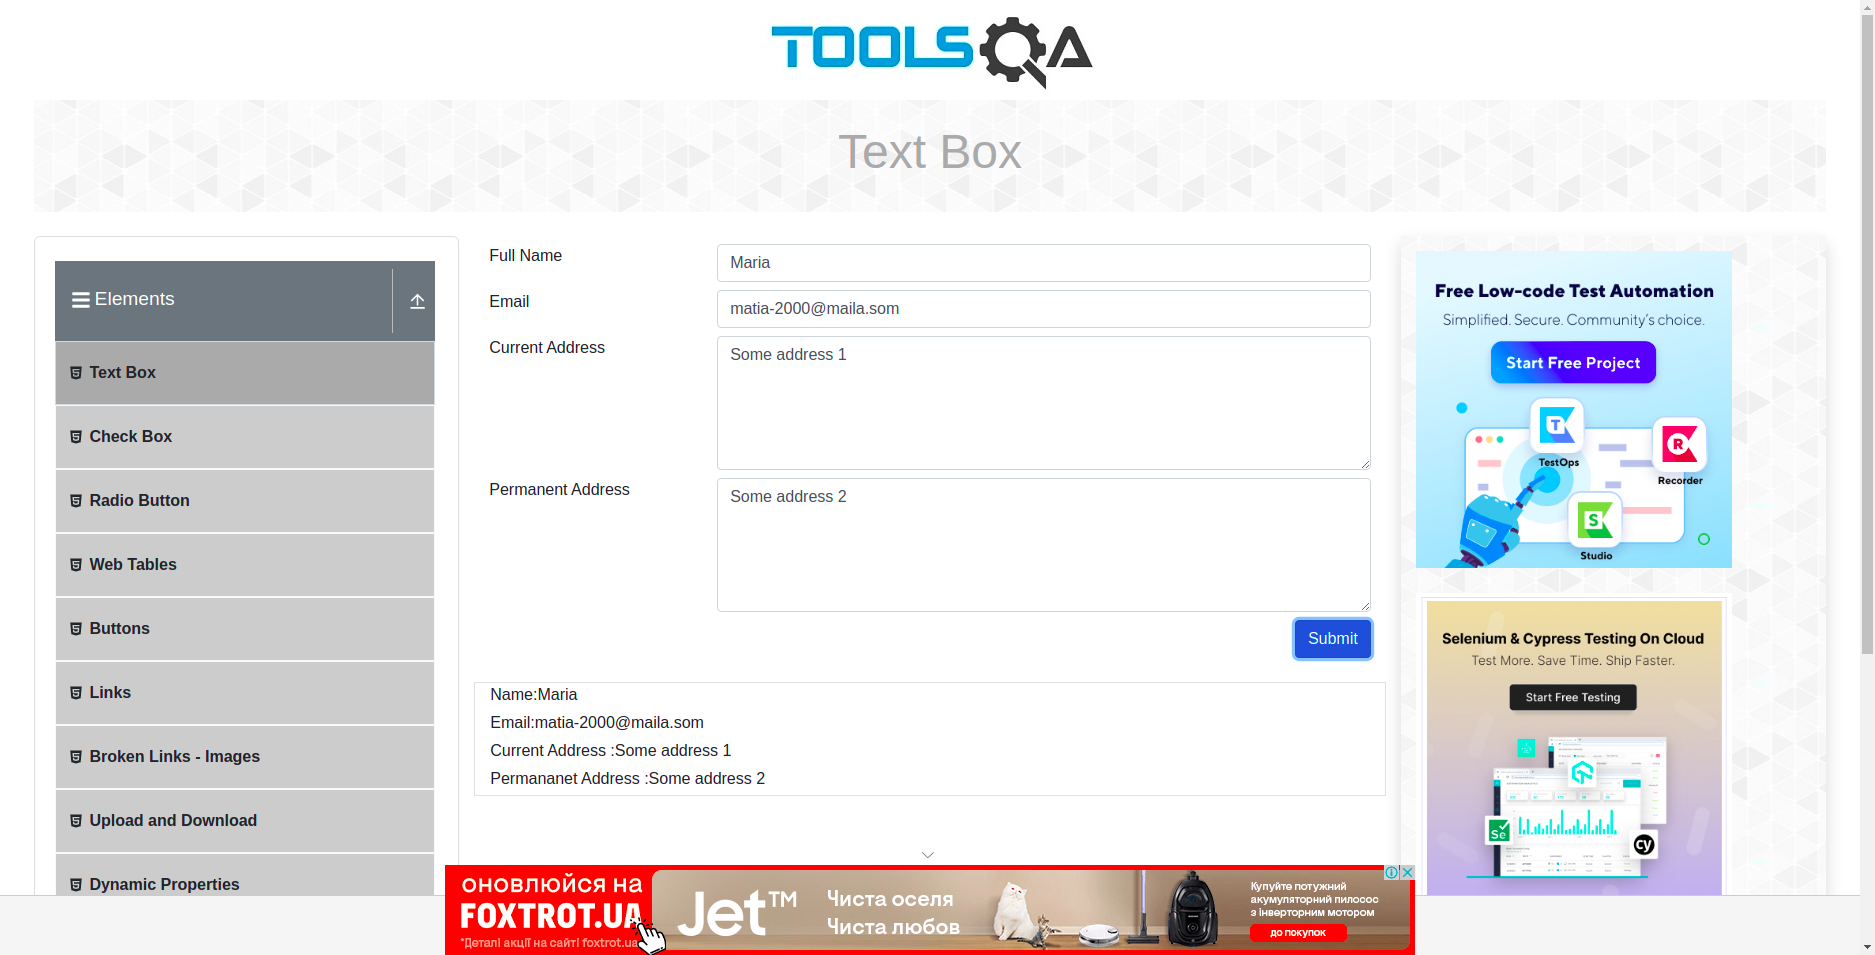 TOOLSQA
Text Box
Elements
Text Box
Check Box
Radio Button
Web Tables
Buttons
Links
Broken Links - Images
Upload and Download
Dynamic Properties
Full Name
Maria
Email
matia-2000@maila.som
Current Address
Some address 1
Permanent Address
Some address 2
Submit
Name:Maria
Email:matia-2000@maila.som
Current Address :Some address 1
Permananet Address :Some address 2
Free Low-code Test Automation
Simplified. Secure. Community's choice.
Start Free Project
T
TestOps
R
Recorder
S
Studio
Selenium & Cypress Testing On Cloud
Test More. Save Time. Ship Faster.
Start Free Testing
Se
cy
ОНОВЛЮЙСЯ НА
FOXTROT.UA
*Деталі акції на сайті foxtrot.ua
Jet™
Чиста оселя
Чиста любов
Купуйте потужний
акумуляторний пилосос
з інверторним мотором
ДО ПОКУПОК